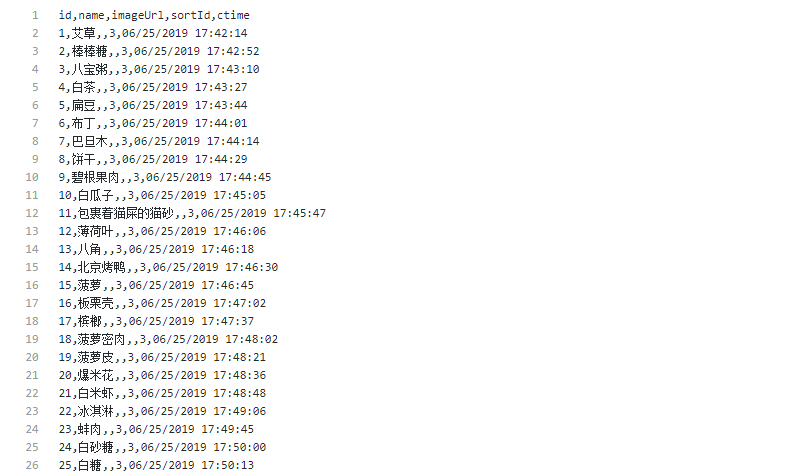 1 id,name,imageUrl,sortId,ctime
2 1,艾草,,3,06/25/2019 17:42:14
3 2,棒棒糖,,3,06/25/2019 17:42:52
4 3,八宝粥,,3,06/25/2019 17:43:10
5 4,白茶,,3,06/25/2019 17:43:27
6 5,扁豆,,3,06/25/2019 17:43:44
7 6,布丁,,3,06/25/2019 17:44:01
8 7,巴旦木,,3,06/25/2019 17:44:14
9 8,饼干,,3,06/25/2019 17:44:29
10 9,碧根果肉,,3,06/25/2019 17:44:45
11 10,白瓜子,,3,06/25/2019 17:45:05
12 11,包裹着猫屎的猫砂,,3,06/25/2019 17:45:47
13 12,薄荷叶,,3,06/25/2019 17:46:06
14 13,八角,,3,06/25/2019 17:46:18
15 14,北京烤鸭,,3,06/25/2019 17:46:30
16 15,菠萝,,3,06/25/2019 17:46:45
17 16,板栗壳,,3,06/25/2019 17:47:02
18 17,槟榔,,3,06/25/2019 17:47:37
19 18,菠萝密肉,,3,06/25/2019 17:48:02
20 19,菠萝皮,,3,06/25/2019 17:48:21
21 20,爆米花,,3,06/25/2019 17:48:36
22 21,白米虾,,3,06/25/2019 17:48:48
23 22,冰淇淋,,3,06/25/2019 17:49:06
24 23,蚌肉,,3,06/25/2019 17:49:45
25 24,白砂糖,,3,06/25/2019 17:50:00
26 25,白糖,,3,06/25/2019 17:50:13